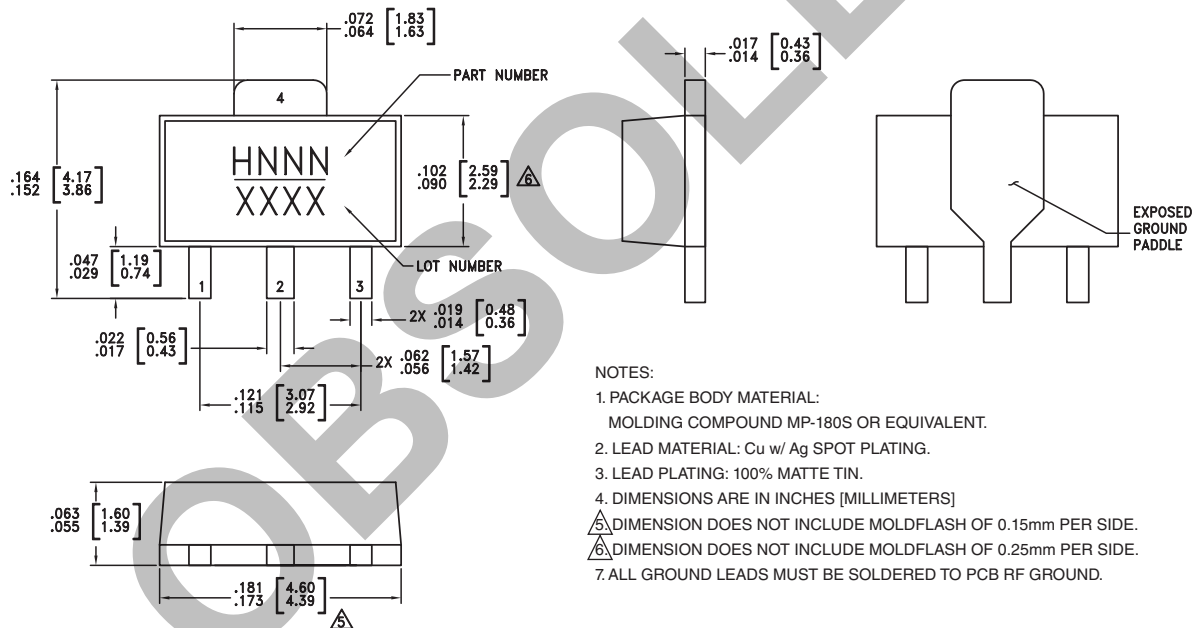 .072 [1.83]
.064 [1.63]
PART NUMBER
4
HNNN
XXXX
.164 [4.17]
.152 [3.86]
.102 [2.59]
.090 [2.29] 6
.047 [1.19]
.029 [0.74]
LOT NUMBER
1 2 3
2X .019 [0.48]
.014 [0.36]
.022 [0.56]
.017 [0.43]
2X .062 [1.57]
.056 [1.42]
.121 [3.07]
.115 [2.92]
.063 [1.60]
.055 [1.39]
.181 [4.60]
.173 [4.39]
5
.017 [0.43]
.014 [0.36]
EXPOSED
GROUND
PADDLE
NOTES:
1. PACKAGE BODY MATERIAL:
MOLDING COMPOUND MP-180S OR EQUIVALENT.
2. LEAD MATERIAL: Cu w/ Ag SPOT PLATING.
3. LEAD PLATING: 100% MATTE TIN.
4. DIMENSIONS ARE IN INCHES [MILLIMETERS]
5. DIMENSION DOES NOT INCLUDE MOLDFLASH OF 0.15mm PER SIDE.
6. DIMENSION DOES NOT INCLUDE MOLDFLASH OF 0.25mm PER SIDE.
7. ALL GROUND LEADS MUST BE SOLDERED TO PCB RF GROUND.
OBSOLE